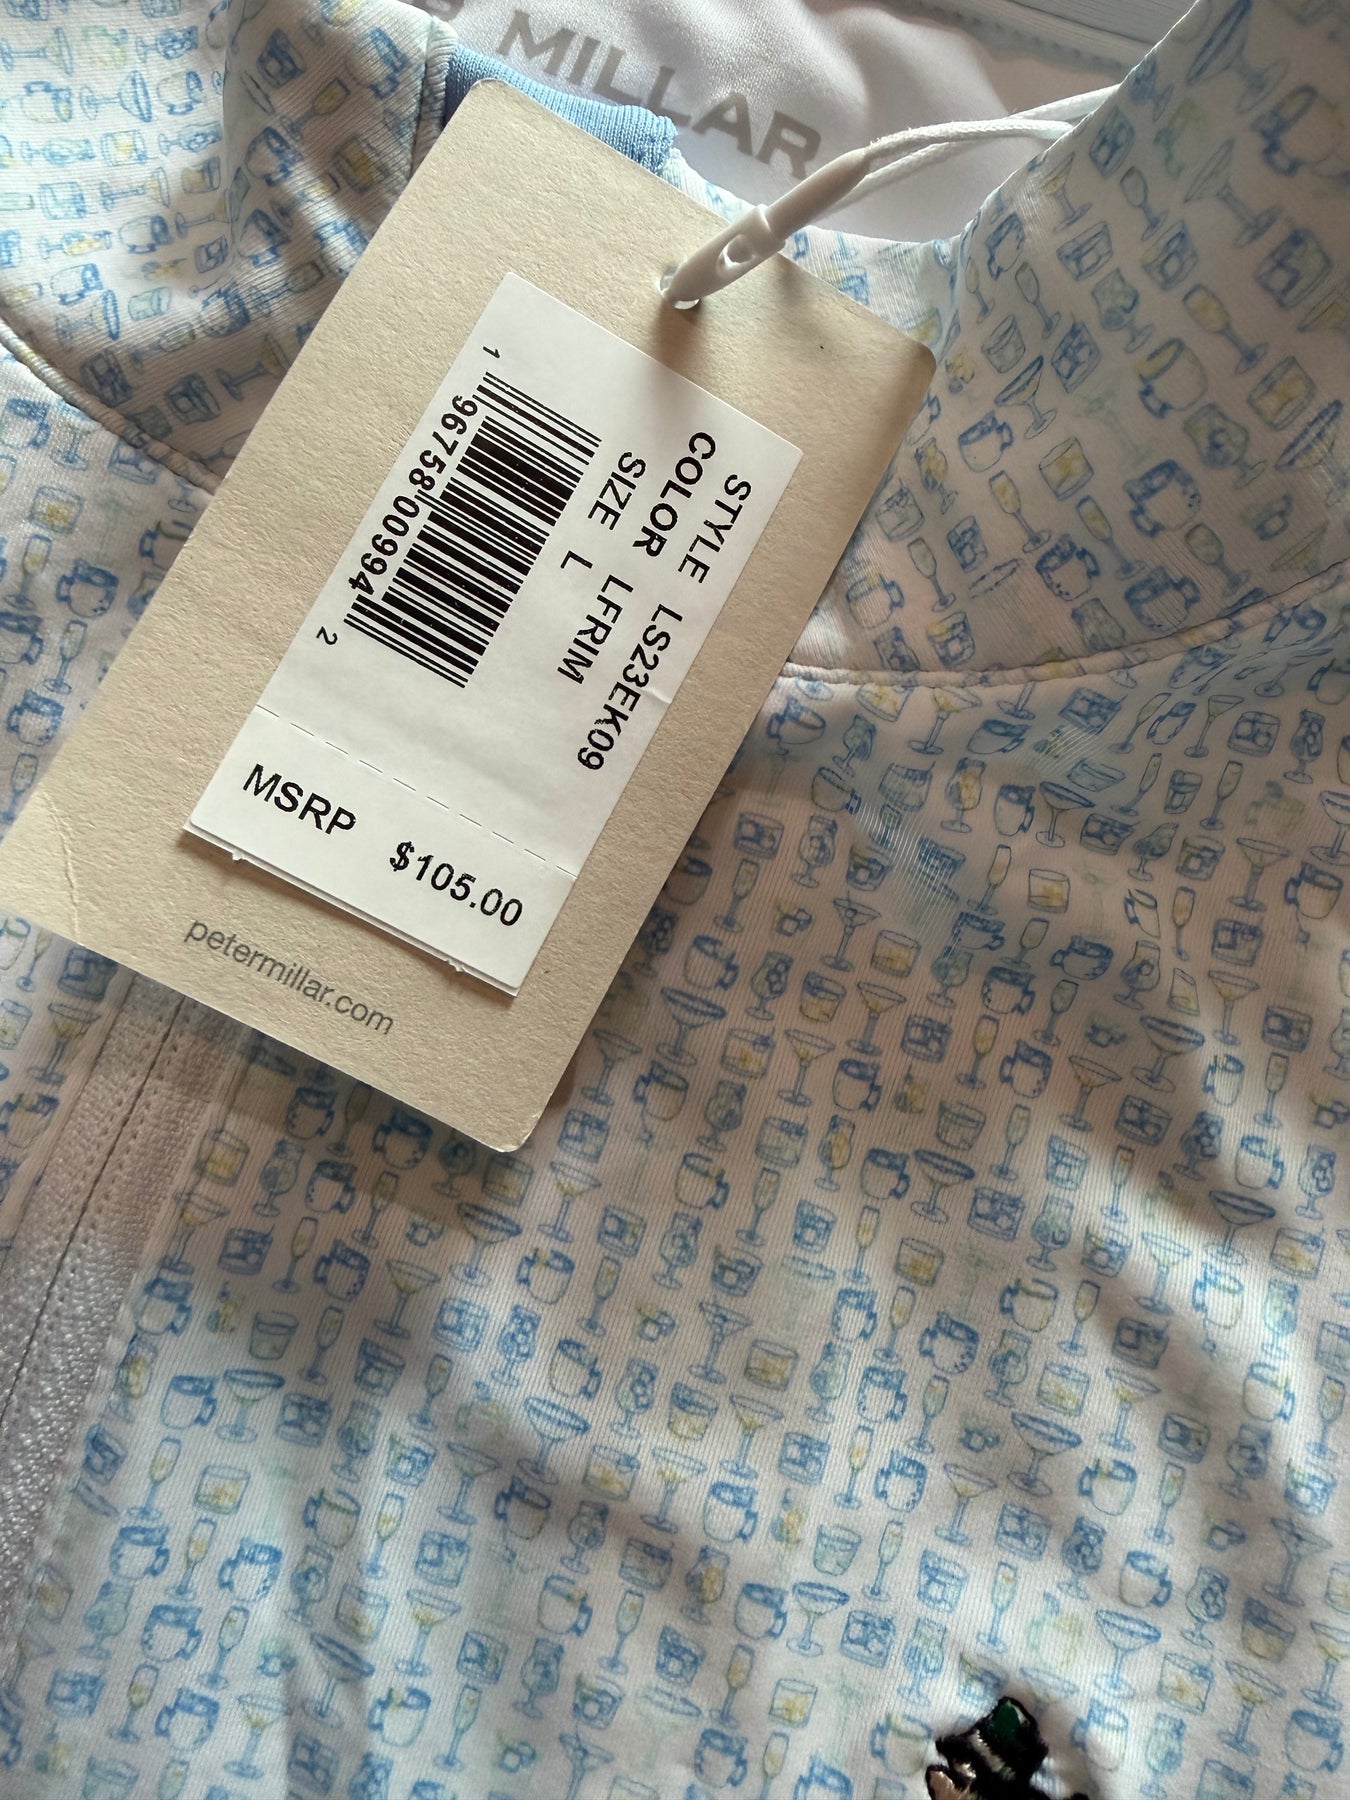 MILLAR
STYLE LS23EK09
COLOR LFRIM
SIZE L
1 96758 00994 2
MSRP $105.00
petermillar.com